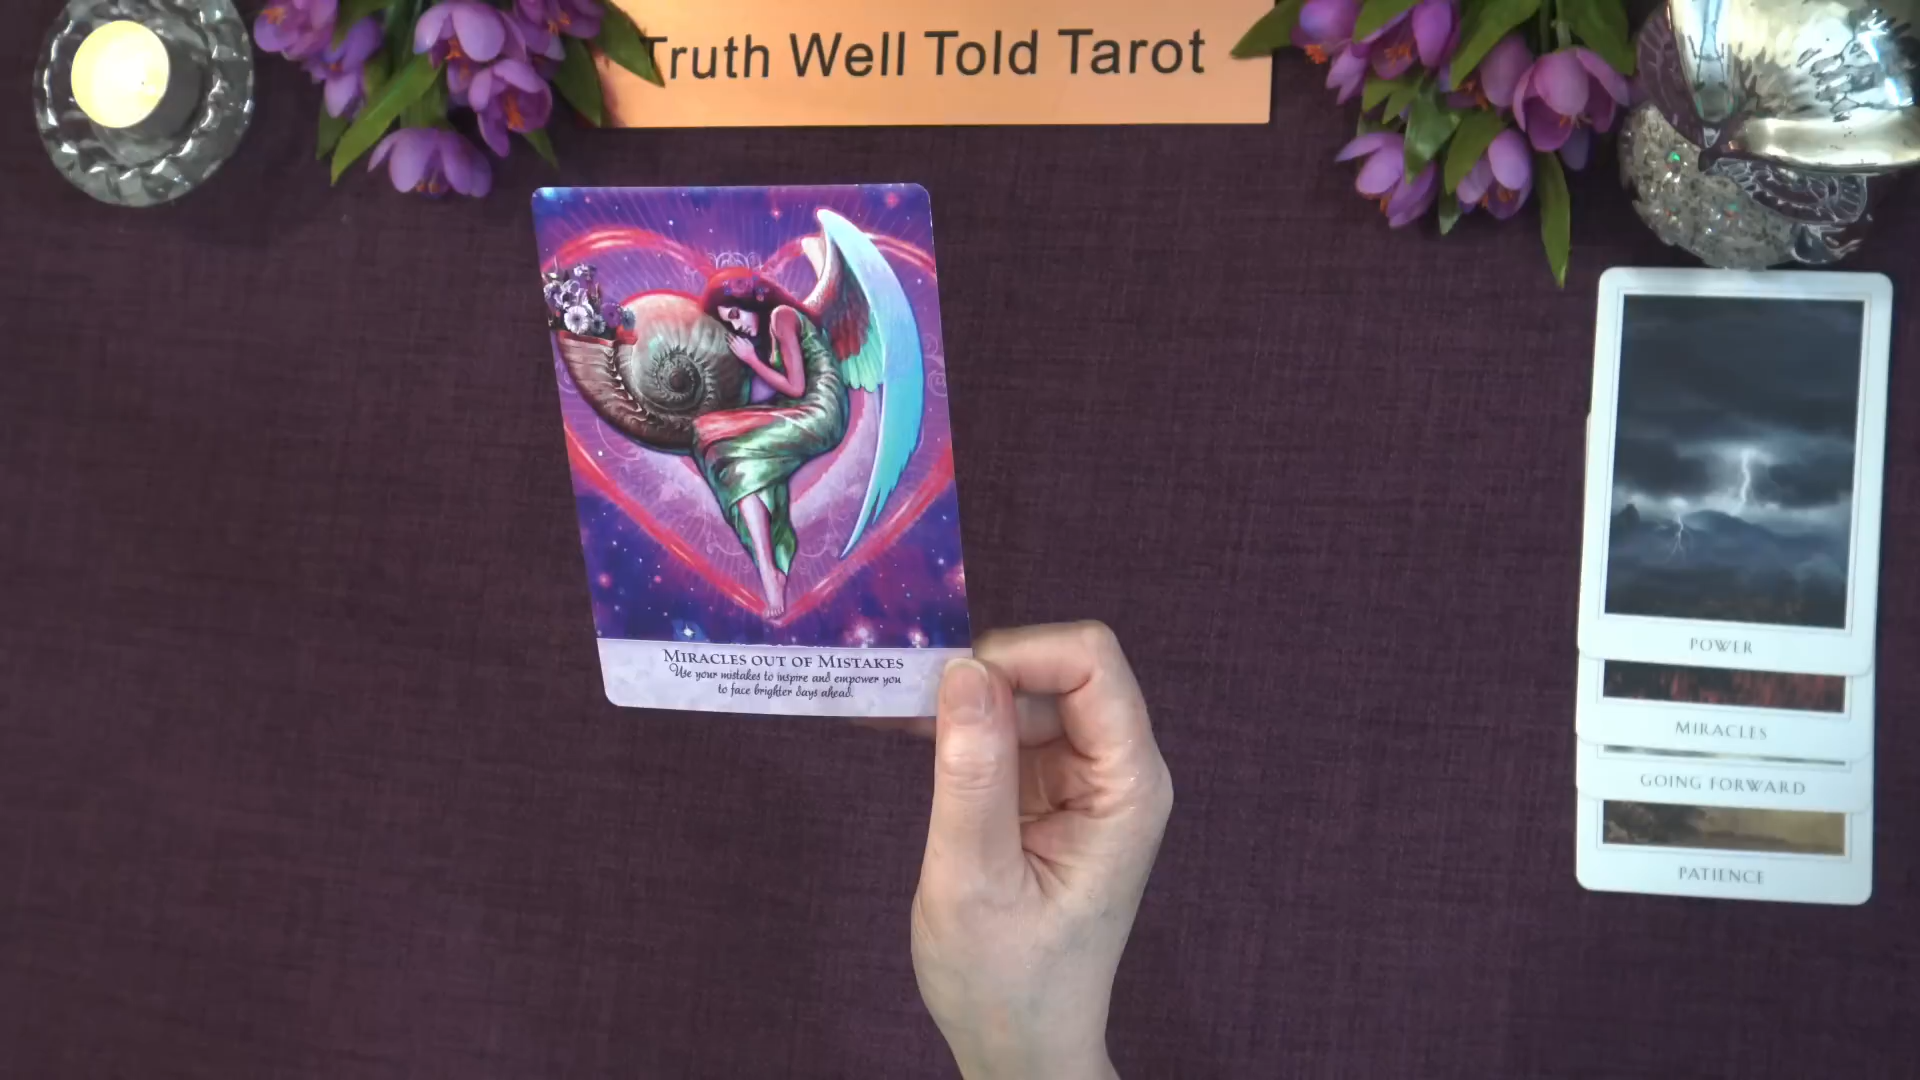 Truth Well Told Tarot
MIRACLES OUT OF MISTAKES
Use your mistakes to inspire and empower you
to face brighter days ahead.
POWER
MIRACLES
GOING FORWARD
PATIENCE